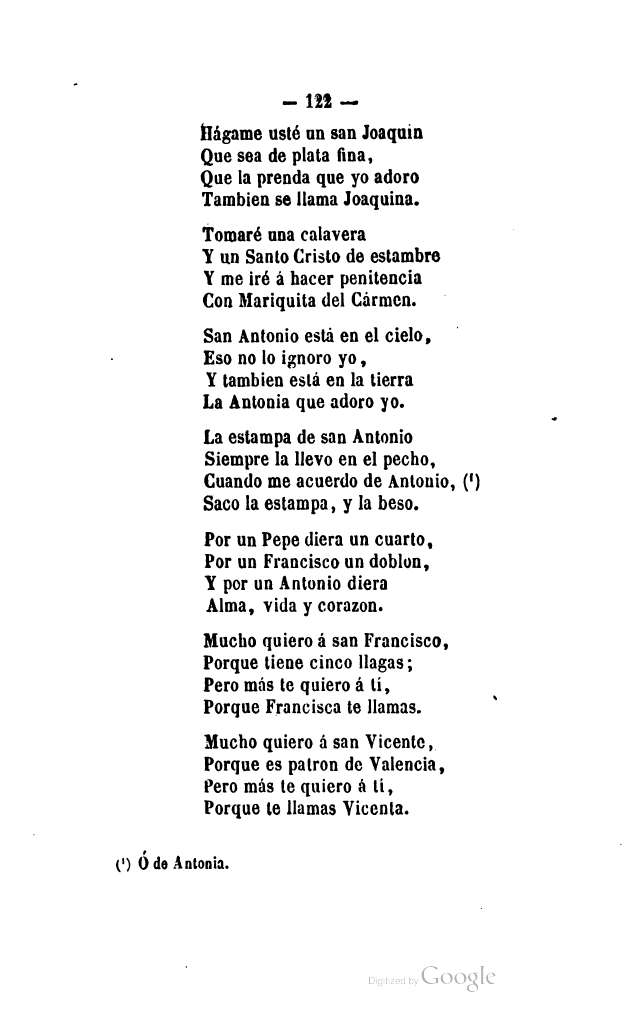 — 122 —
Hágame usté un san Joaquin
Que sea de plata fina,
Que la prenda que yo adoro
Tambien se llama Joaquina.
Tomaré una calavera
Y un Santo Cristo de estambre
Y me iré á hacer penitencia
Con Mariquita del Cármen.
San Antonio está en el cielo,
Eso no lo ignoro yo,
Y tambien está en la tierra
La Antonia que adoro yo.
La estampa de san Antonio
Siempre la llevo en el pecho,
Cuando me acuerdo de Antonio, (¹)
Saco la estampa, y la beso.
Por un Pepe diera un cuarto,
Por un Francisco un doblon,
Y por un Antonio diera
Alma, vida y corazon.
Mucho quiero á san Francisco,
Porque tiene cinco llagas;
Pero más te quiero á tí,
Porque Francisca te llamas.
Mucho quiero á san Vicente,
Porque es patron de Valencia,
Pero más te quiero á tí,
Porque te llamas Vicenta.
(¹) Ó de Antonia.
Digitized by Google